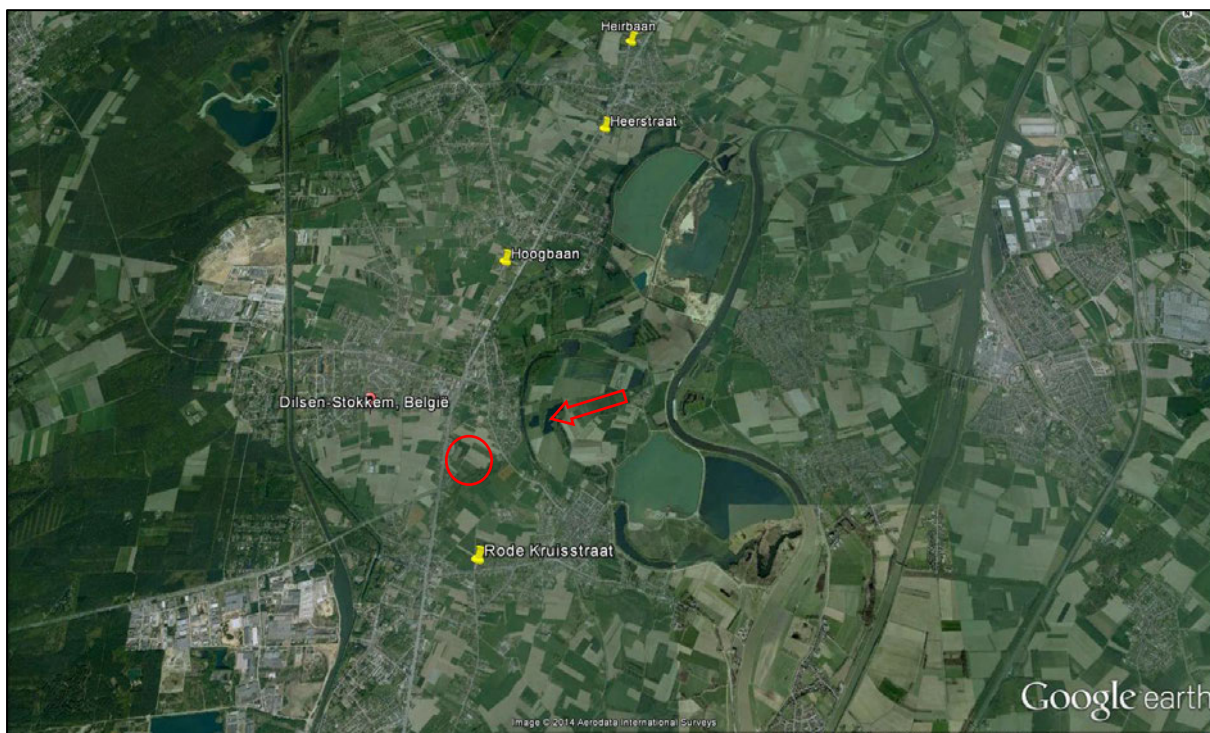 Heirbaan
Heerstraat
Hoogbaan
Dilsen-Stokkem, België
Rode Kruisstraat
Google earth
Image © 2014 Aerodata International Surveys